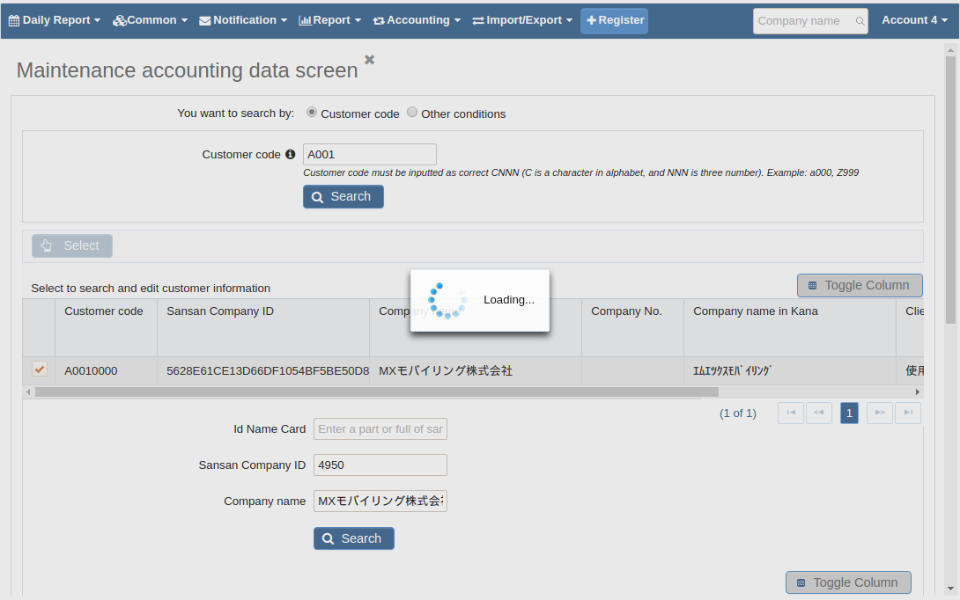 Daily Report Common Notification Report Accounting Import/Export Register Company name Account 4
Maintenance accounting data screen
You want to search by: Customer code Other conditions
Customer code A001
Customer code must be inputted as correct CNNN (C is a character in alphabet, and NNN is three number). Example: a000, Z999
Search
Select
Select to search and edit customer information Toggle Column
Customer code Sansan Company ID Company No. Company name in Kana
Loading...
A0010000 5628E61CE13D66DF1054BF5BE50D8 MXモバイリング株式会社 ｴﾑｴｯｸｽﾓﾊﾞｲﾘﾝｸﾞ 使用
(1 of 1) 1
Id Name Card Enter a part or full of sar
Sansan Company ID 4950
Company name MXモバイリング株式会
Search
Toggle Column